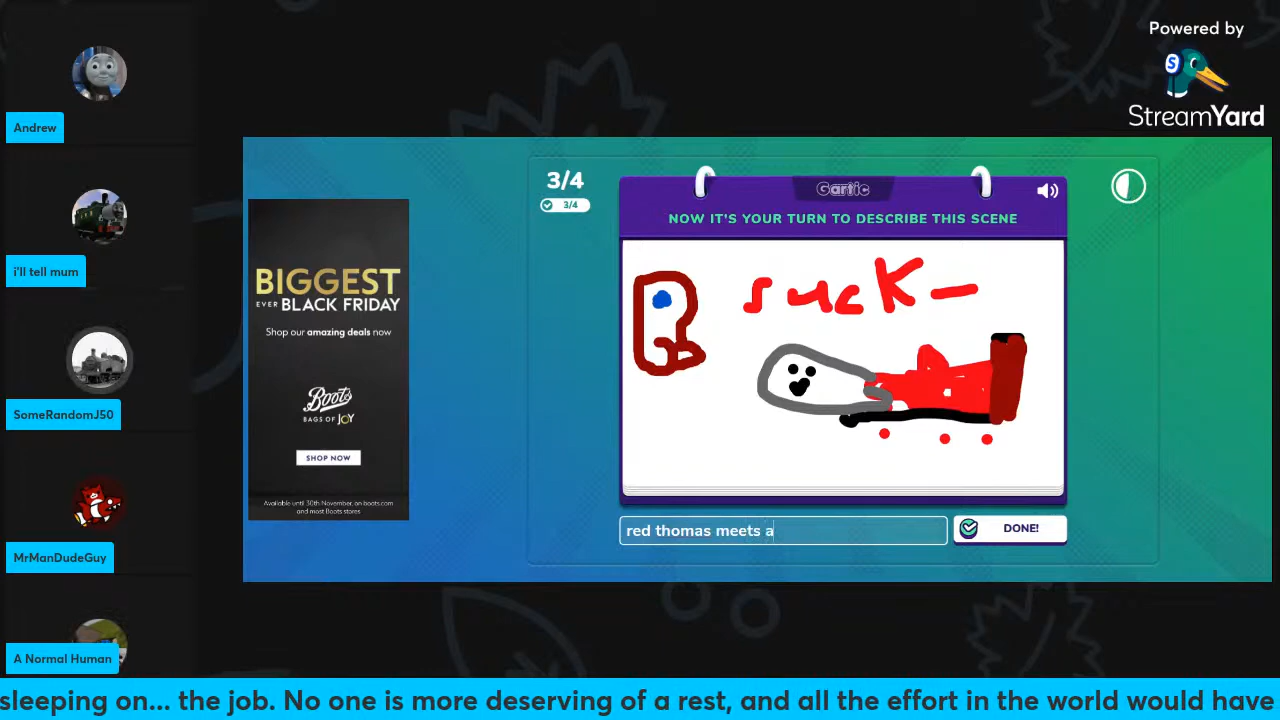 Powered by
StreamYard
Andrew
i'll tell mum
SomeRandomJ50
MrManDudeGuy
A Normal Human
BIGGEST
EVER BLACK FRIDAY
Shop our amazing deals now
Boots
BAGS OF JOY
SHOP NOW
Available until 30th November, on boots.com
and most Boots stores
3/4
3/4
Gartic
NOW IT'S YOUR TURN TO DESCRIBE THIS SCENE
suck-
red thomas meets a
DONE!
sleeping on... the job. No one is more deserving of a rest, and all the effort in the world would have